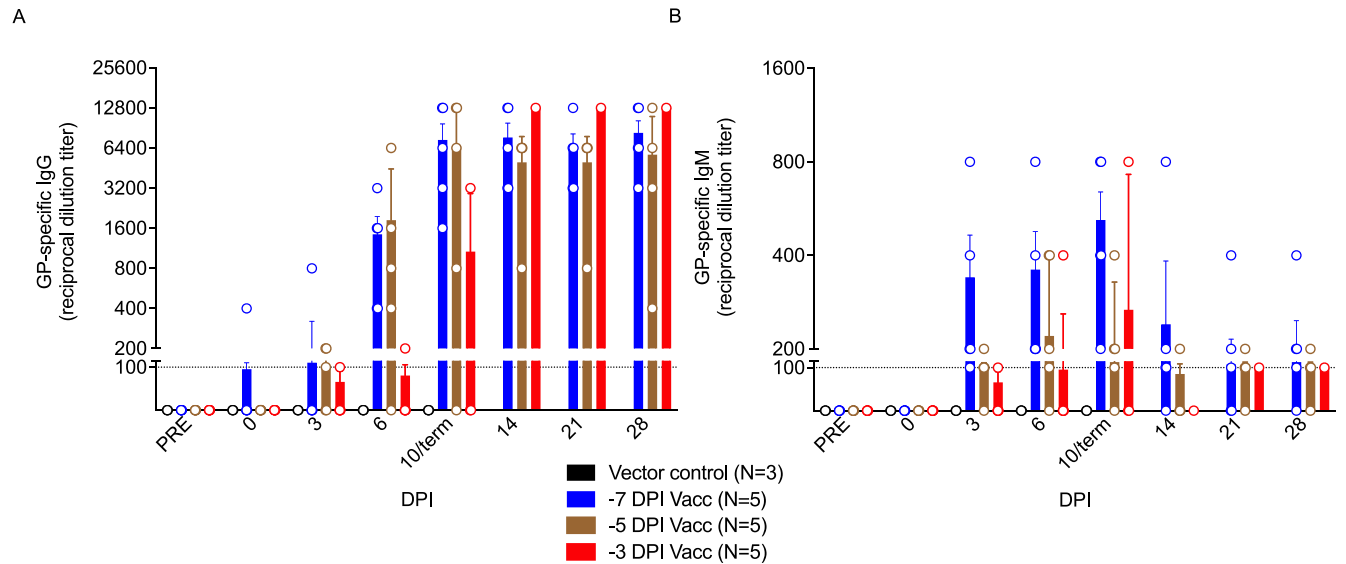 A
B
GP-specific IgG
(reciprocal dilution titer)
25600
12800
6400
3200
1600
800
400
200
100
PRE
0
3
6
10/term
14
21
28
DPI
GP-specific IgM
(reciprocal dilution titer)
1600
800
400
200
100
PRE
0
3
6
10/term
14
21
28
DPI
Vector control (N=3)
-7 DPI Vacc (N=5)
-5 DPI Vacc (N=5)
-3 DPI Vacc (N=5)